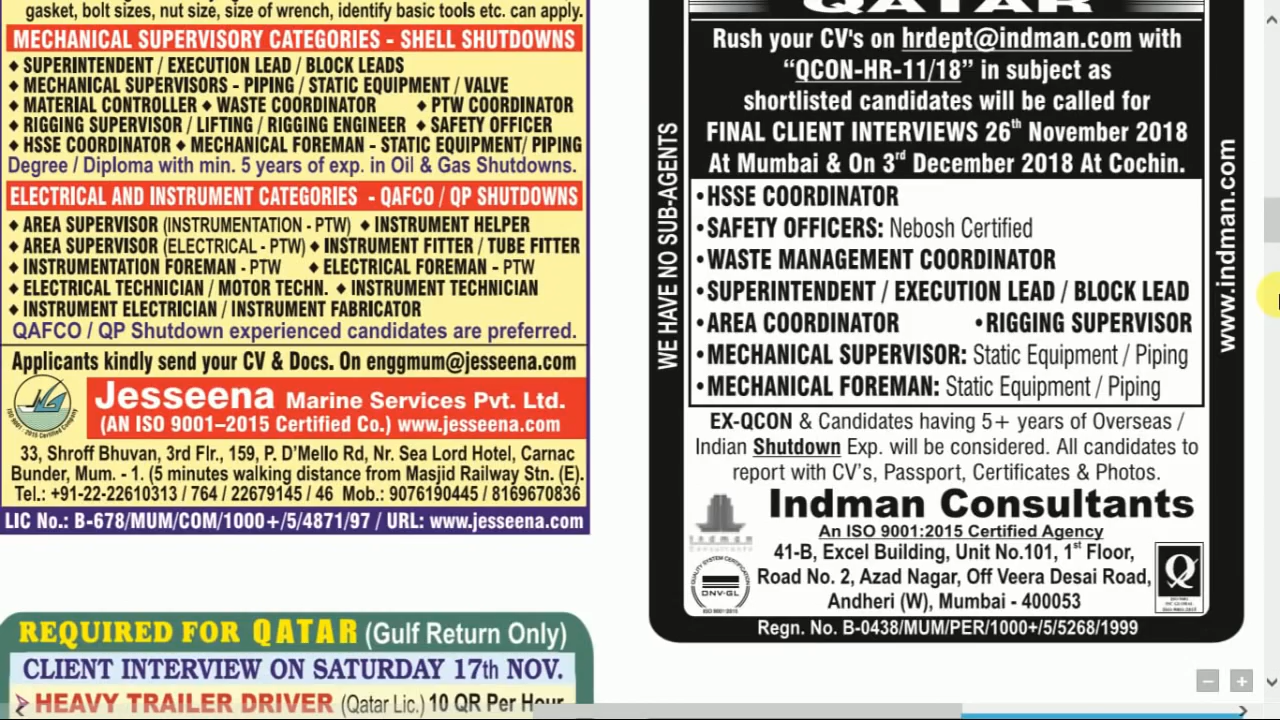 gasket, bolt sizes, nut size, size of wrench, identify basic tools etc. can apply.
MECHANICAL SUPERVISORY CATEGORIES - SHELL SHUTDOWNS
◆ SUPERINTENDENT / EXECUTION LEAD / BLOCK LEADS
◆ MECHANICAL SUPERVISORS - PIPING / STATIC EQUIPMENT / VALVE
◆ MATERIAL CONTROLLER ◆ WASTE COORDINATOR ◆ PTW COORDINATOR
◆ RIGGING SUPERVISOR / LIFTING / RIGGING ENGINEER ◆ SAFETY OFFICER
◆ HSSE COORDINATOR ◆ MECHANICAL FOREMAN - STATIC EQUIPMENT/ PIPING
Degree / Diploma with min. 5 years of exp. in Oil & Gas Shutdowns.
ELECTRICAL AND INSTRUMENT CATEGORIES - QAFCO / QP SHUTDOWNS
◆ AREA SUPERVISOR (INSTRUMENTATION - PTW) ◆ INSTRUMENT HELPER
◆ AREA SUPERVISOR (ELECTRICAL - PTW) ◆ INSTRUMENT FITTER / TUBE FITTER
◆ INSTRUMENTATION FOREMAN - PTW ◆ ELECTRICAL FOREMAN - PTW
◆ ELECTRICAL TECHNICIAN / MOTOR TECHN. ◆ INSTRUMENT TECHNICIAN
◆ INSTRUMENT ELECTRICIAN / INSTRUMENT FABRICATOR
QAFCO / QP Shutdown experienced candidates are preferred.
Applicants kindly send your CV & Docs. On enggmum@jesseena.com
Jesseena Marine Services Pvt. Ltd.
(AN ISO 9001–2015 Certified Co.) www.jesseena.com
33, Shroff Bhuvan, 3rd Flr., 159, P. D'Mello Rd, Nr. Sea Lord Hotel, Carnac
Bunder, Mum. - 1. (5 minutes walking distance from Masjid Railway Stn. (E).
Tel.: +91-22-22610313 / 764 / 22679145 / 46 Mob.: 9076190445 / 8169670836
LIC No.: B-678/MUM/COM/1000+/5/4871/97 / URL: www.jesseena.com
REQUIRED FOR QATAR (Gulf Return Only)
CLIENT INTERVIEW ON SATURDAY 17th NOV.
HEAVY TRAILER DRIVER (Qatar Lic.) 10 QR Per Hour
QATAR
Rush your CV's on hrdept@indman.com with
"QCON-HR-11/18" in subject as
shortlisted candidates will be called for
FINAL CLIENT INTERVIEWS 26th November 2018
At Mumbai & On 3rd December 2018 At Cochin.
•HSSE COORDINATOR
•SAFETY OFFICERS: Nebosh Certified
•WASTE MANAGEMENT COORDINATOR
•SUPERINTENDENT / EXECUTION LEAD / BLOCK LEAD
•AREA COORDINATOR •RIGGING SUPERVISOR
•MECHANICAL SUPERVISOR: Static Equipment / Piping
•MECHANICAL FOREMAN: Static Equipment / Piping
WE HAVE NO SUB-AGENTS
www.indman.com
EX-QCON & Candidates having 5+ years of Overseas /
Indian Shutdown Exp. will be considered. All candidates to
report with CV's, Passport, Certificates & Photos.
Indman Consultants
An ISO 9001:2015 Certified Agency
41-B, Excel Building, Unit No.101, 1st Floor,
Road No. 2, Azad Nagar, Off Veera Desai Road,
Andheri (W), Mumbai - 400053
Regn. No. B-0438/MUM/PER/1000+/5/5268/1999
indman
DNV·GL
Q